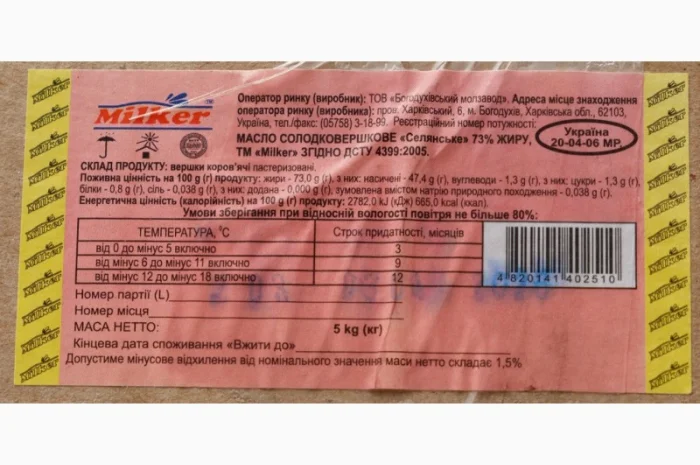 Milker™
Оператор ринку (виробник): ТОВ «Богодухівський молзавод». Адреса місце знаходження
оператора ринку (виробника): пров. Харківський, 6, м. Богодухів, Харківська обл., 62103,
Україна, тел./факс: (05758) 3-18-99. Реєстраційний номер потужності:
Україна
20-04-06 МР.
МАСЛО СОЛОДКОВЕРШКОВЕ «Селянське» 73% ЖИРУ,
ТМ «Milker» ЗГІДНО ДСТУ 4399:2005.
СКЛАД ПРОДУКТУ: вершки коров'ячі пастеризовані.
Поживна цінність на 100 g (г) продукту: жири - 73,0 g (г), з них: насичені - 47,4 g (г), вуглеводи - 1,3 g (г), з них: цукри - 1,3 g (г),
білки - 0,8 g (г), сіль - 0,038 g (г), з них: додана - 0,000 g (г), зумовлена вмістом натрію природного походження - 0,038 g (г).
Енергетична цінність (калорійність) на 100 g (г) продукту: 2782,0 kJ (кДж) 665,0 kcal (ккал).
Умови зберігання при відносній вологості повітря не більше 80%:
ТЕМПЕРАТУРА, °С Строк придатності, місяців
від 0 до мінус 5 включно 3
від мінус 6 до мінус 11 включно 9
від мінус 12 до мінус 18 включно 12
4 820141 402510
Номер партії (L)
Номер місця
МАСА НЕТТО: 5 kg (кг)
Кінцева дата споживання «Вжити до»
Допустиме мінусове відхилення від номінального значення маси нетто складає 1,5%